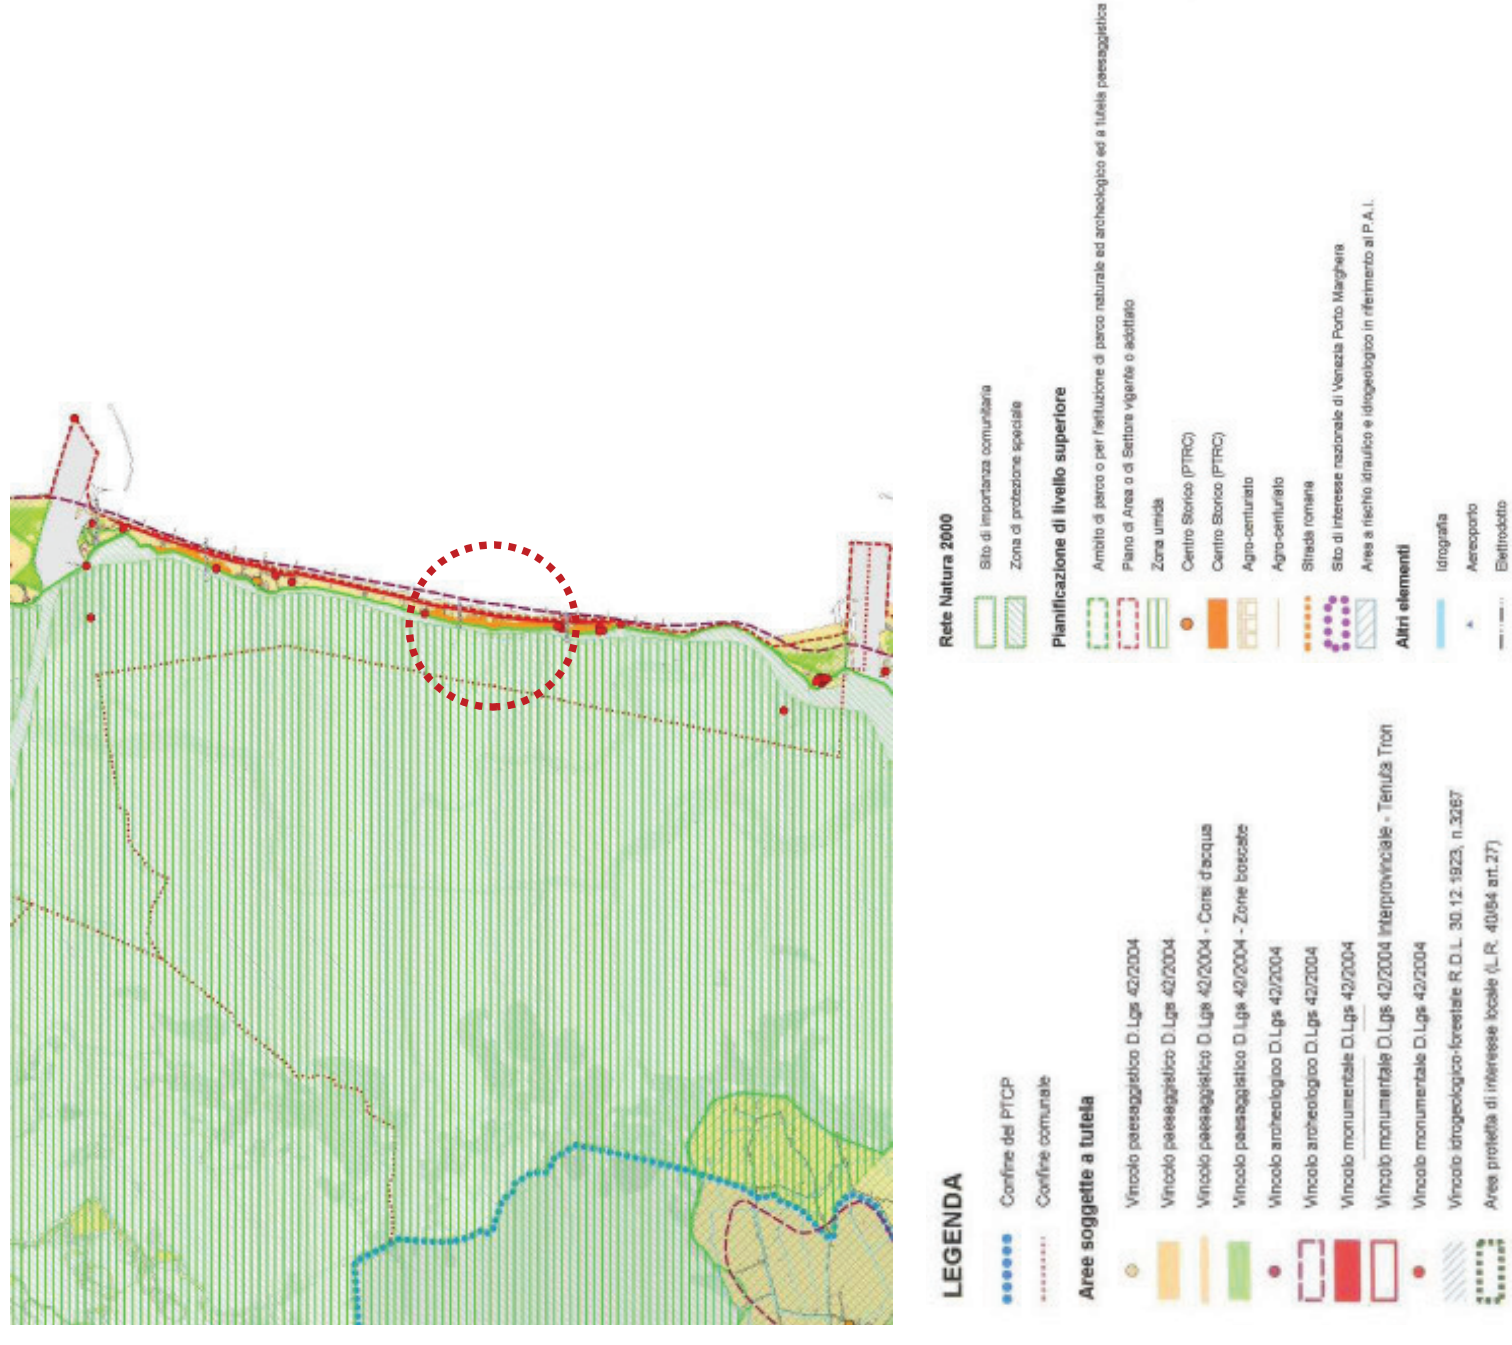 LEGENDA
Confine del PTCP
Confine comunale
Aree soggette a tutela
Vincolo paesaggistico D.Lgs 42/2004
Vincolo paesaggistico D.Lgs 42/2004
Vincolo paesaggistico D.Lgs 42/2004 - Corsi d'acqua
Vincolo paesaggistico D.Lgs 42/2004 - Zone boscate
Vincolo archeologico D.Lgs 42/2004
Vincolo archeologico D.Lgs 42/2004
Vincolo monumentale D.Lgs 42/2004
Vincolo monumentale D.Lgs 42/2004 Interprovinciale - Tenuta Tron
Vincolo monumentale D.Lgs 42/2004
Vincolo idrogeologico-forestale R.D.L. 30.12.1923, n.3267
Area protetta di interesse locale (L.R. 40/84 art.27)
Rete Natura 2000
Sito di importanza comunitaria
Zona di protezione speciale
Pianificazione di livello superiore
Ambito di parco o per l'istituzione di parco naturale ed archeologico ed a tutela paesaggistica
Piano di Area o di Settore vigente o adottato
Zona umida
Centro Storico (PTRC)
Centro Storico (PTRC)
Agro-centuriato
Agro-centuriato
Strada romana
Sito di interesse nazionale di Venezia Porto Marghera
Area a rischio idraulico e idrogeologico in riferimento al P.A.I.
Altri elementi
Idrografia
Aereoporto
Elettrodotto